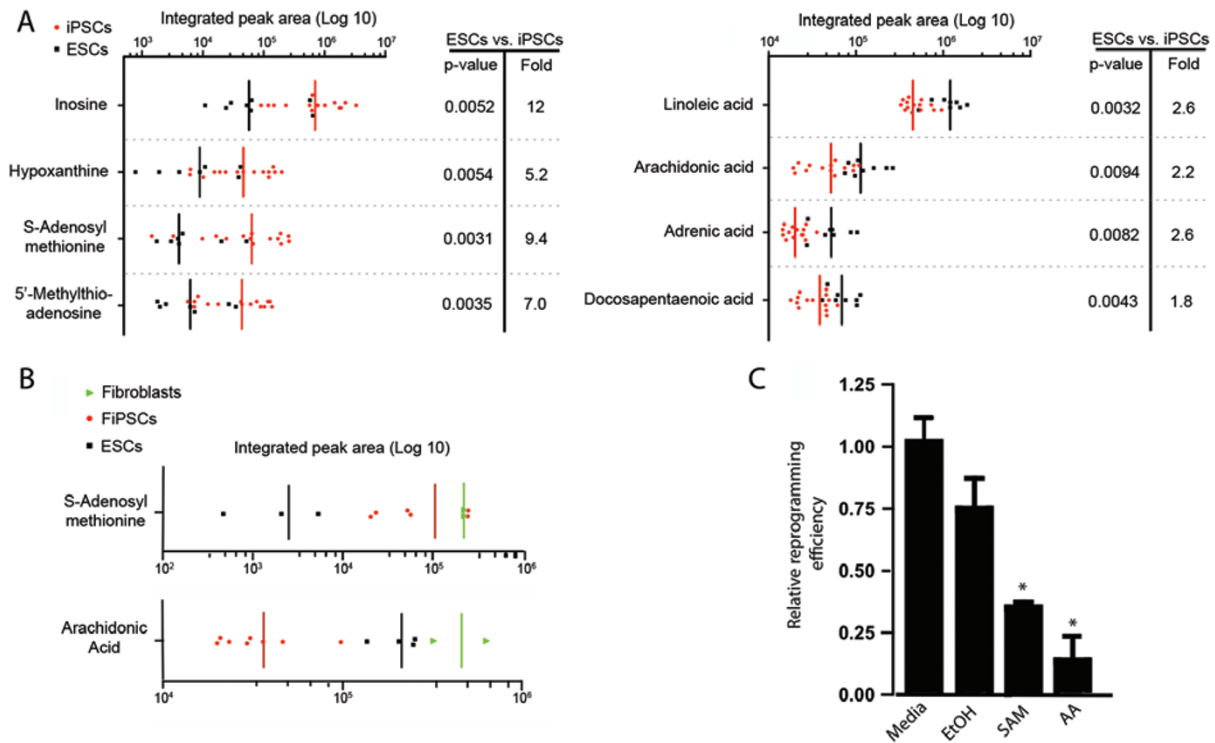 A
iPSCs
ESCs
Integrated peak area (Log 10)
10³ 10⁴ 10⁵ 10⁶ 10⁷
ESCs vs. iPSCs
p-value Fold
Inosine 0.0052 12
Hypoxanthine 0.0054 5.2
S-Adenosyl
methionine 0.0031 9.4
5'-Methylthio-
adenosine 0.0035 7.0
Integrated peak area (Log 10)
10⁴ 10⁵ 10⁶ 10⁷
ESCs vs. iPSCs
p-value Fold
Linoleic acid 0.0032 2.6
Arachidonic acid 0.0094 2.2
Adrenic acid 0.0082 2.6
Docosapentaenoic acid 0.0043 1.8
B
Fibroblasts
FiPSCs
ESCs
Integrated peak area (Log 10)
S-Adenosyl
methionine
10² 10³ 10⁴ 10⁵ 10⁶
Arachidonic
Acid
10⁴ 10⁵ 10⁶
C
Relative reprogramming
efficiency
1.25
1.00
0.75
0.50
0.25
0.00
* *
Media EtOH SAM AA